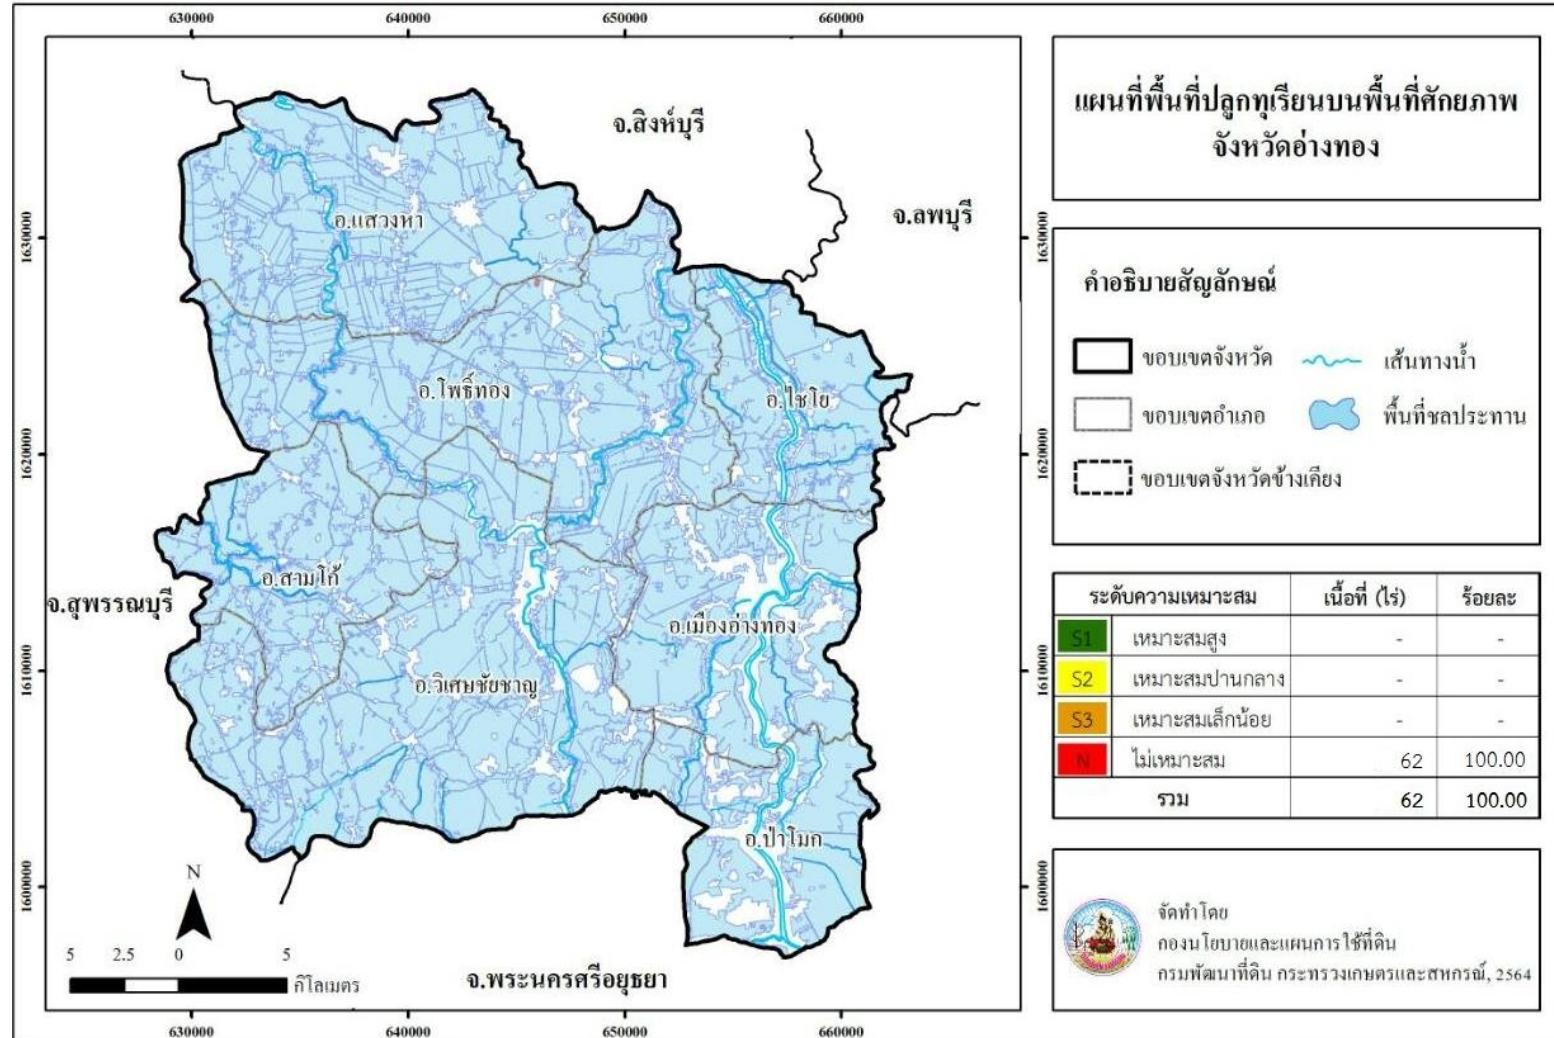 630000 640000 650000 660000
แผนที่พื้นที่ปลูกทุเรียนบนพื้นที่ศักยภาพ
จังหวัดอ่างทอง
จ.สิงห์บุรี
จ.ลพบุรี
อ.แสวงหา
1630000
1630000
คำอธิบายสัญลักษณ์
ขอบเขตจังหวัด
เส้นทางน้ำ
ขอบเขตอำเภอ
พื้นที่ชลประทาน
ขอบเขตจังหวัดข้างเคียง
อ.โพธิ์ทอง
อ.ไชโย
1620000
1620000
อ.สามโก้
จ.สุพรรณบุรี
อ.เมืองอ่างทอง
อ.วิเศษชัยชาญ
1610000
1610000
ระดับความเหมาะสม เนื้อที่ (ไร่) ร้อยละ
S1 เหมาะสมสูง - -
S2 เหมาะสมปานกลาง - -
S3 เหมาะสมเล็กน้อย - -
N ไม่เหมาะสม 62 100.00
รวม 62 100.00
อ.ป่าโมก
1600000
1600000
N
5 2.5 0 5
กิโลเมตร
จ.พระนครศรีอยุธยา
จัดทำโดย
กองนโยบายและแผนการใช้ที่ดิน
กรมพัฒนาที่ดิน กระทรวงเกษตรและสหกรณ์, 2564
630000 640000 650000 660000